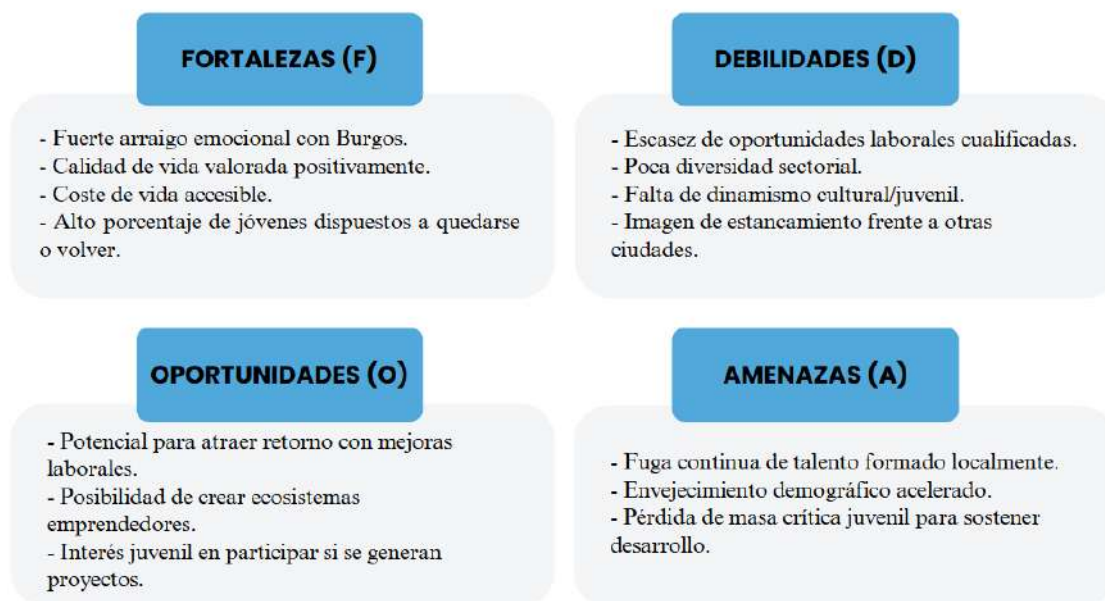 FORTALEZAS (F)
- Fuerte arraigo emocional con Burgos.
- Calidad de vida valorada positivamente.
- Coste de vida accesible.
- Alto porcentaje de jóvenes dispuestos a quedarse
o volver.
DEBILIDADES (D)
- Escasez de oportunidades laborales cualificadas.
- Poca diversidad sectorial.
- Falta de dinamismo cultural/juvenil.
- Imagen de estancamiento frente a otras
ciudades.
OPORTUNIDADES (O)
- Potencial para atraer retorno con mejoras
laborales.
- Posibilidad de crear ecosistemas
emprendedores.
- Interés juvenil en participar si se generan
proyectos.
AMENAZAS (A)
- Fuga continua de talento formado localmente.
- Envejecimiento demográfico acelerado.
- Pérdida de masa crítica juvenil para sostener
desarrollo.